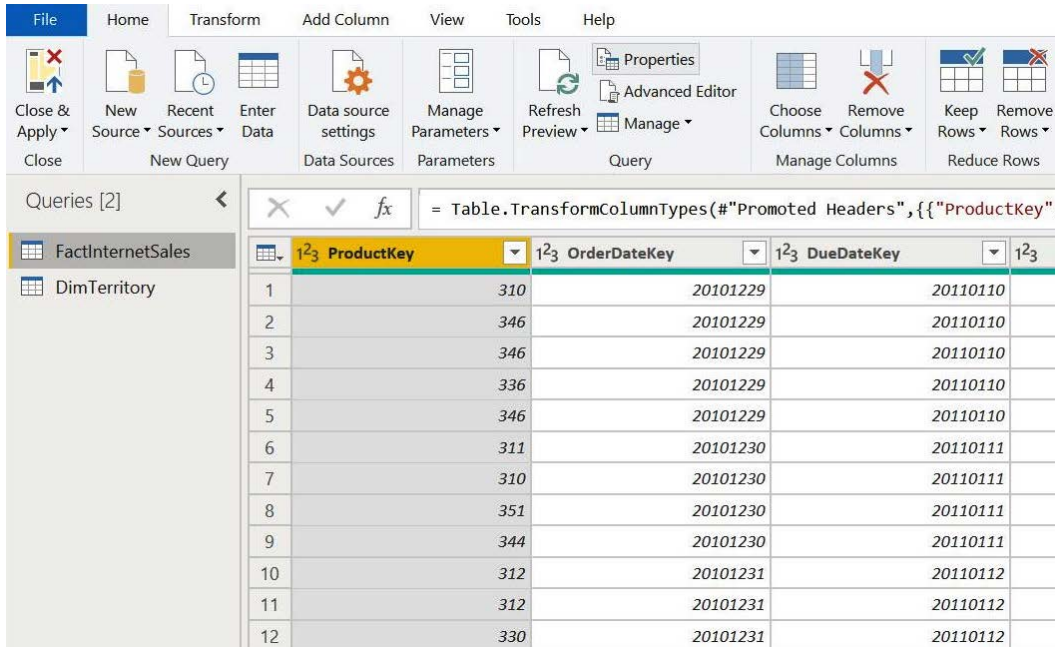 File Home Transform Add Column View Tools Help
Properties
Advanced Editor
Manage
Close & Apply
New Source
Recent Sources
Enter Data
Data source settings
Manage Parameters
Refresh Preview
Choose Columns
Remove Columns
Keep Rows
Remove Rows
Close New Query Data Sources Parameters Query Manage Columns Reduce Rows
Queries [2]
fx = Table.TransformColumnTypes(#"Promoted Headers",{{"ProductKey"
FactInternetSales
DimTerritory
123 ProductKey 123 OrderDateKey 123 DueDateKey 123
1 310 20101229 20110110
2 346 20101229 20110110
3 346 20101229 20110110
4 336 20101229 20110110
5 346 20101229 20110110
6 311 20101230 20110111
7 310 20101230 20110111
8 351 20101230 20110111
9 344 20101230 20110111
10 312 20101231 20110112
11 312 20101231 20110112
12 330 20101231 20110112